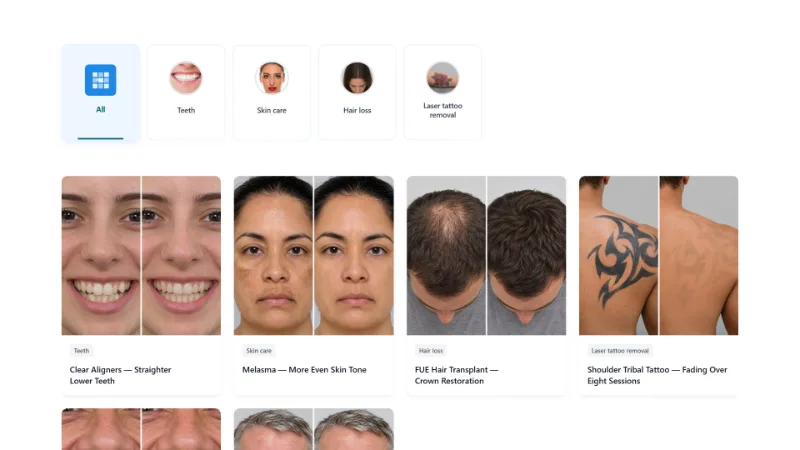 All
Teeth
Skin care
Hair loss
Laser tattoo
removal
Teeth
Clear Aligners — Straighter
Lower Teeth
Skin care
Melasma — More Even Skin Tone
Hair loss
FUE Hair Transplant —
Crown Restoration
Laser tattoo removal
Shoulder Tribal Tattoo — Fading Over
Eight Sessions